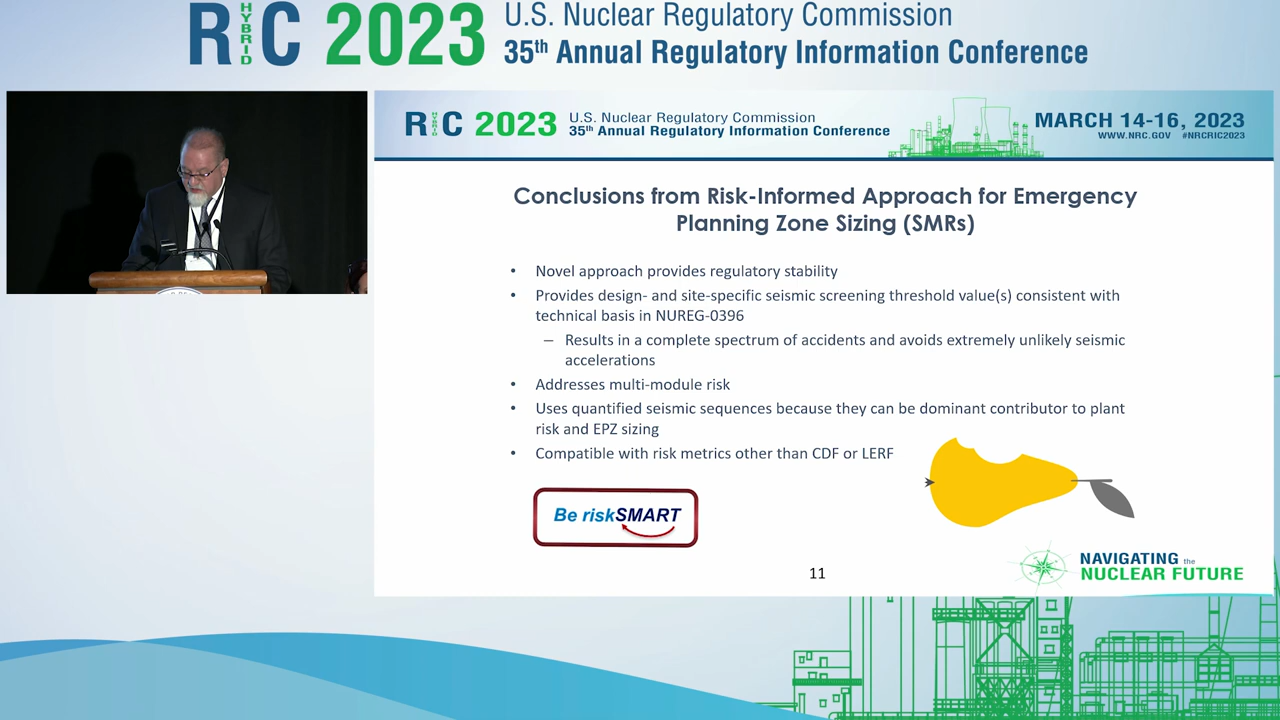 RIC 2023
HYBRID
U.S. Nuclear Regulatory Commission
35th Annual Regulatory Information Conference
RIC 2023
HYBRID
U.S. Nuclear Regulatory Commission
35th Annual Regulatory Information Conference
MARCH 14-16, 2023
WWW.NRC.GOV #NRCRIC2023
Conclusions from Risk-Informed Approach for Emergency
Planning Zone Sizing (SMRs)
• Novel approach provides regulatory stability
• Provides design- and site-specific seismic screening threshold value(s) consistent with
technical basis in NUREG-0396
– Results in a complete spectrum of accidents and avoids extremely unlikely seismic
accelerations
• Addresses multi-module risk
• Uses quantified seismic sequences because they can be dominant contributor to plant
risk and EPZ sizing
• Compatible with risk metrics other than CDF or LERF
Be riskSMART
11
NAVIGATING the
NUCLEAR FUTURE